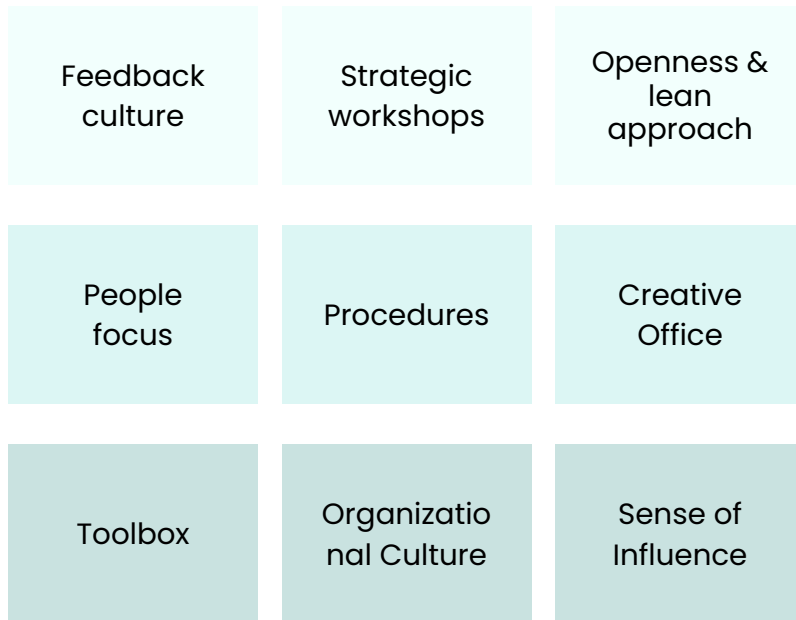 Feedback
culture
Strategic
workshops
Openness &
lean
approach
People
focus
Procedures
Creative
Office
Toolbox
Organizatio
nal Culture
Sense of
Influence